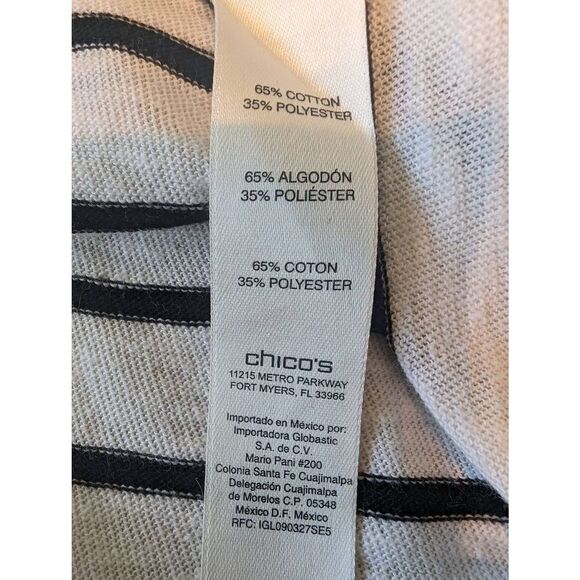 65% COTTON
35% POLYESTER
65% ALGODÓN
35% POLIÉSTER
65% COTON
35% POLYESTER
chico's
11215 METRO PARKWAY
FORT MYERS, FL 33966
Importado en México por:
Importadora Globastic
S.A. de C.V.
Mario Pani #200
Colonia Santa Fe Cuajimalpa
Delegación Cuajimalpa
de Morelos C.P. 05348
México D.F. México
RFC: IGL090327SE5